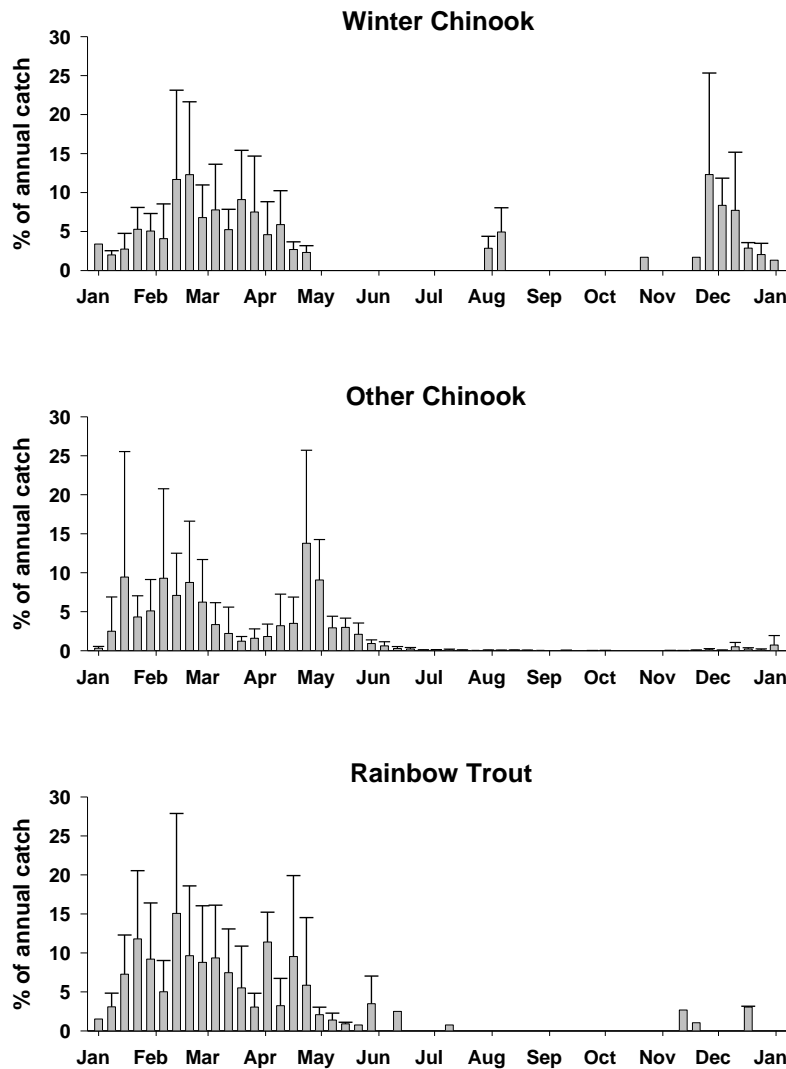 Winter Chinook
% of annual catch
30
25
20
15
10
5
0
Jan Feb Mar Apr May Jun Jul Aug Sep Oct Nov Dec Jan
Other Chinook
% of annual catch
30
25
20
15
10
5
0
Jan Feb Mar Apr May Jun Jul Aug Sep Oct Nov Dec Jan
Rainbow Trout
% of annual catch
30
25
20
15
10
5
0
Jan Feb Mar Apr May Jun Jul Aug Sep Oct Nov Dec Jan